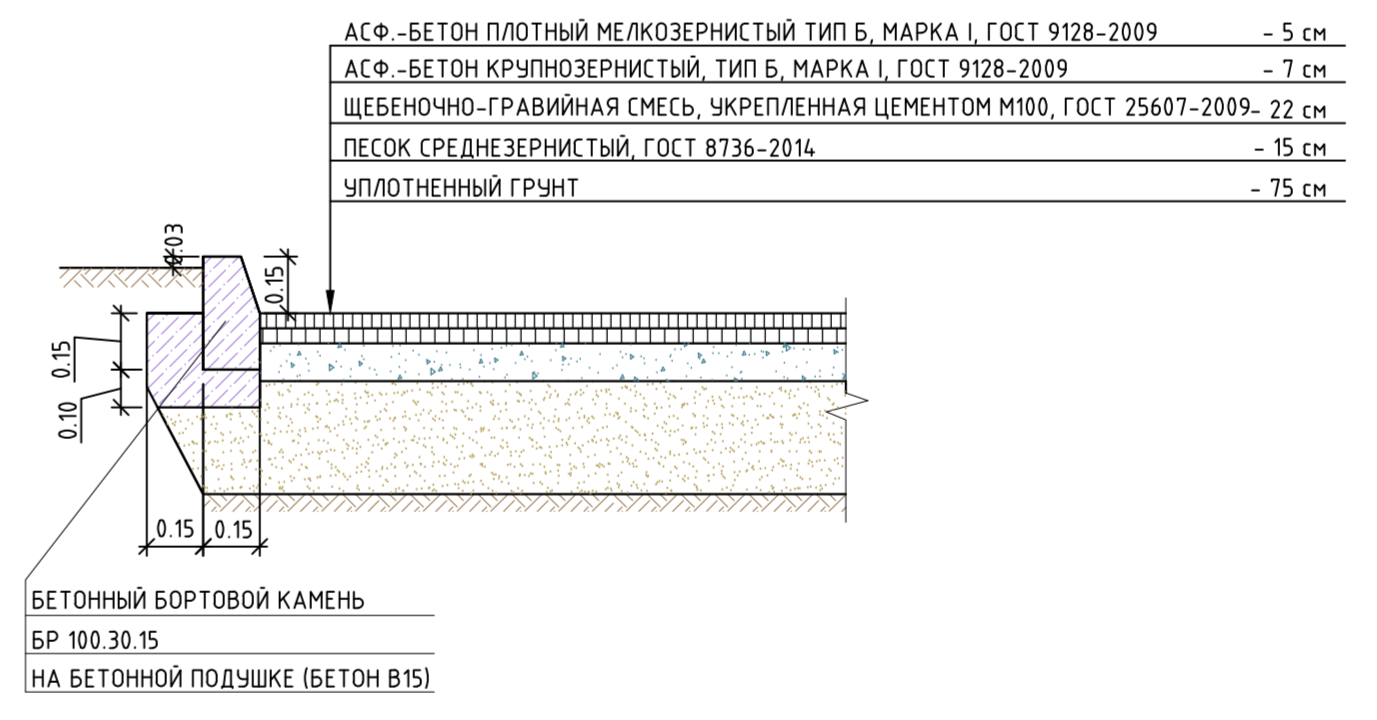 АСФ.-БЕТОН ПЛОТНЫЙ МЕЛКОЗЕРНИСТЫЙ ТИП Б, МАРКА I, ГОСТ 9128-2009 - 5 см
АСФ.-БЕТОН КРУПНОЗЕРНИСТЫЙ, ТИП Б, МАРКА I, ГОСТ 9128-2009 - 7 см
ЩЕБЕНОЧНО-ГРАВИЙНАЯ СМЕСЬ, УКРЕПЛЕННАЯ ЦЕМЕНТОМ М100, ГОСТ 25607-2009- 22 см
ПЕСОК СРЕДНЕЗЕРНИСТЫЙ, ГОСТ 8736-2014 - 15 см
УПЛОТНЕННЫЙ ГРУНТ - 75 см
0.03
0.15
0.15
0.10
0.15 0.15
БЕТОННЫЙ БОРТОВОЙ КАМЕНЬ
БР 100.30.15
НА БЕТОННОЙ ПОДУШКЕ (БЕТОН В15)